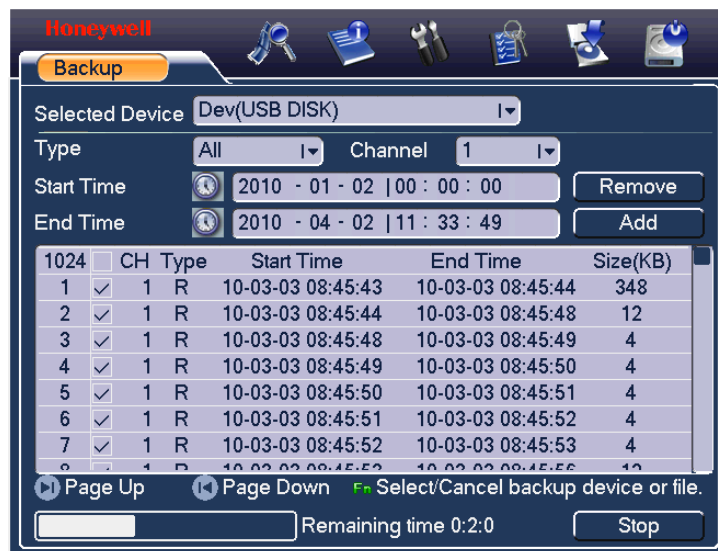 Honeywell
Backup
Selected Device Dev(USB DISK)
Type All Channel 1
Start Time 2010 - 01 - 02 00 : 00 : 00 Remove
End Time 2010 - 04 - 02 11 : 33 : 49 Add
1024 CH Type Start Time End Time Size(KB)
1 1 R 10-03-03 08:45:43 10-03-03 08:45:44 348
2 1 R 10-03-03 08:45:44 10-03-03 08:45:48 12
3 1 R 10-03-03 08:45:48 10-03-03 08:45:49 4
4 1 R 10-03-03 08:45:49 10-03-03 08:45:50 4
5 1 R 10-03-03 08:45:50 10-03-03 08:45:51 4
6 1 R 10-03-03 08:45:51 10-03-03 08:45:52 4
7 1 R 10-03-03 08:45:52 10-03-03 08:45:53 4
Page Up Page Down Fn Select/Cancel backup device or file.
Remaining time 0:2:0 Stop